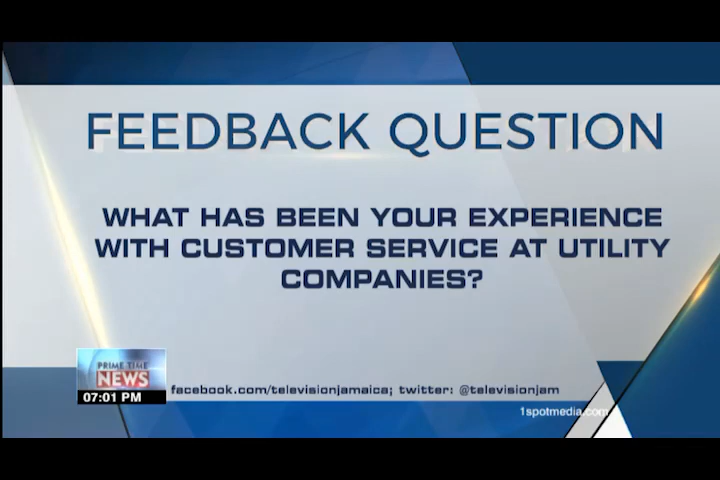 FEEDBACK QUESTION
WHAT HAS BEEN YOUR EXPERIENCE
WITH CUSTOMER SERVICE AT UTILITY
COMPANIES?
PRIME TIME
NEWS
07:01 PM
facebook.com/televisionjamaica; twitter: @televisionjam
1spotmedia.com